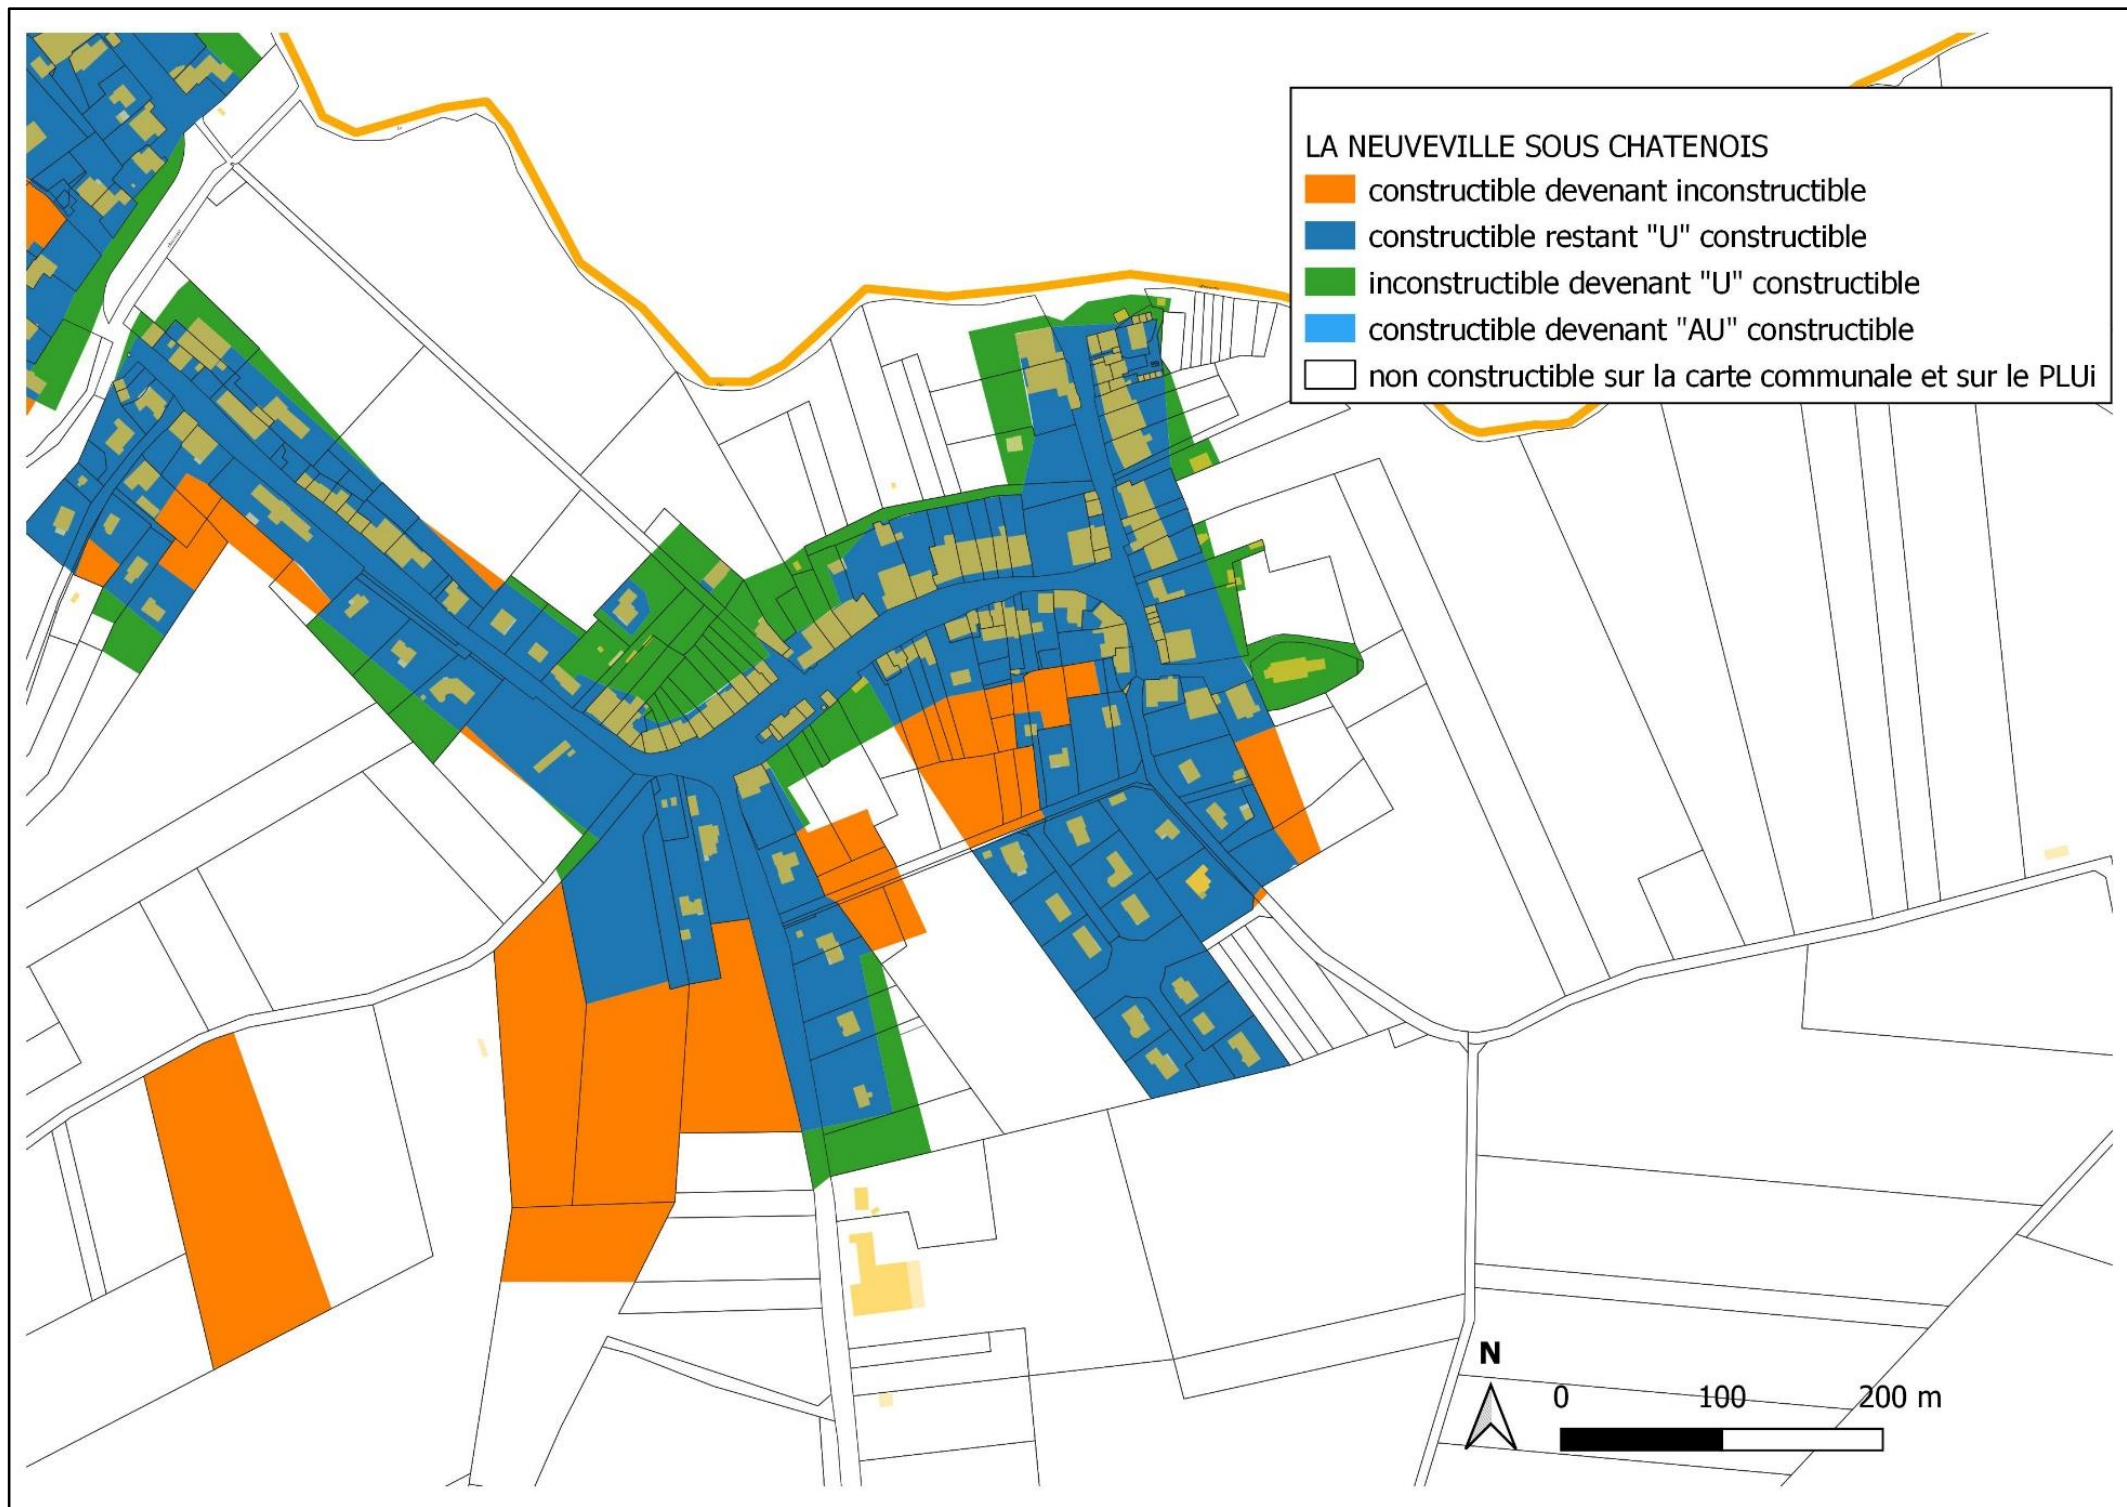 LA NEUVEVILLE SOUS CHATENOIS
constructible devenant inconstructible
constructible restant "U" constructible
inconstructible devenant "U" constructible
constructible devenant "AU" constructible
non constructible sur la carte communale et sur le PLUi
N
0 100 200 m